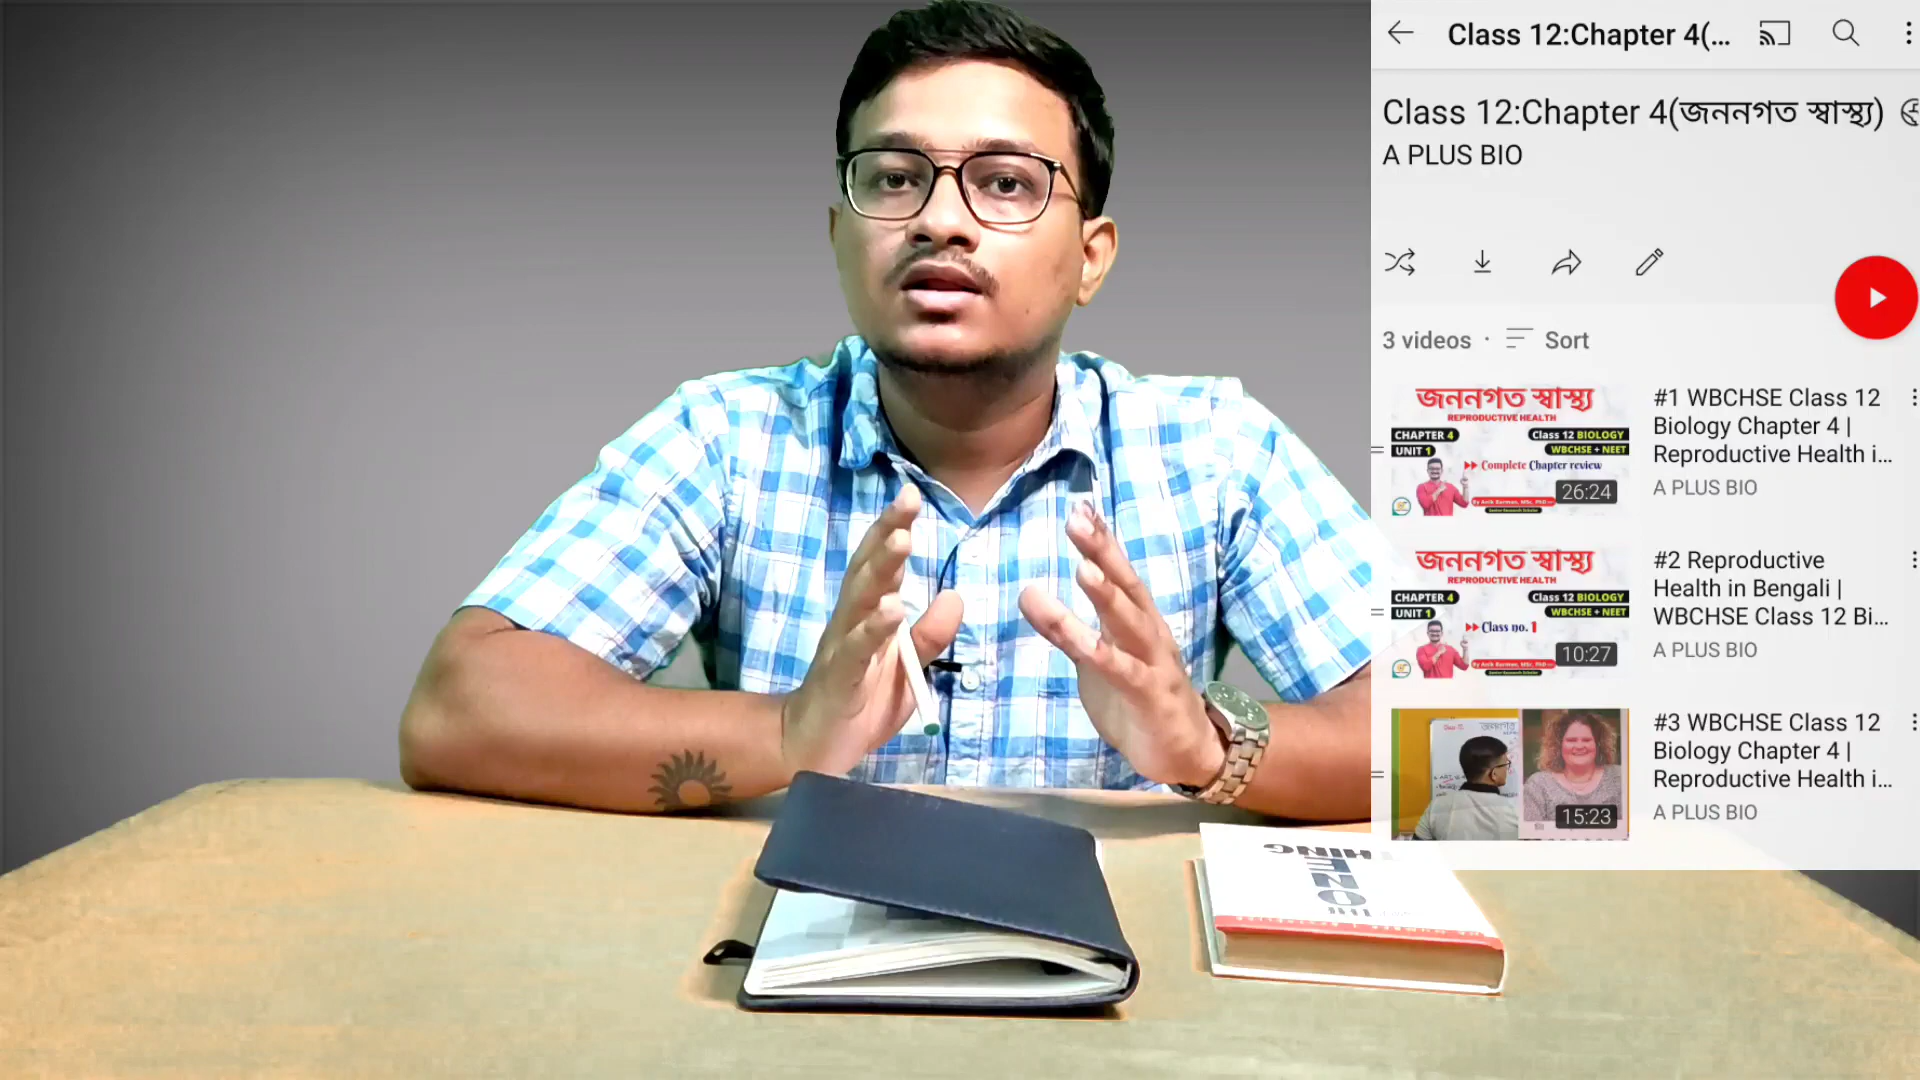 Class 12:Chapter 4(...
Class 12:Chapter 4(জননগত স্বাস্থ্য)
A PLUS BIO
3 videos · Sort
জননগত স্বাস্থ্য
REPRODUCTIVE HEALTH
CHAPTER 4
Class 12 BIOLOGY
UNIT 1
WBCHSE + NEET
Complete Chapter review
26:24
#1 WBCHSE Class 12
Biology Chapter 4 |
Reproductive Health i...
A PLUS BIO
জননগত স্বাস্থ্য
REPRODUCTIVE HEALTH
CHAPTER 4
Class 12 BIOLOGY
UNIT 1
WBCHSE + NEET
Class no. 1
10:27
#2 Reproductive
Health in Bengali |
WBCHSE Class 12 Bi...
A PLUS BIO
15:23
#3 WBCHSE Class 12
Biology Chapter 4 |
Reproductive Health i...
A PLUS BIO
THING
ONE